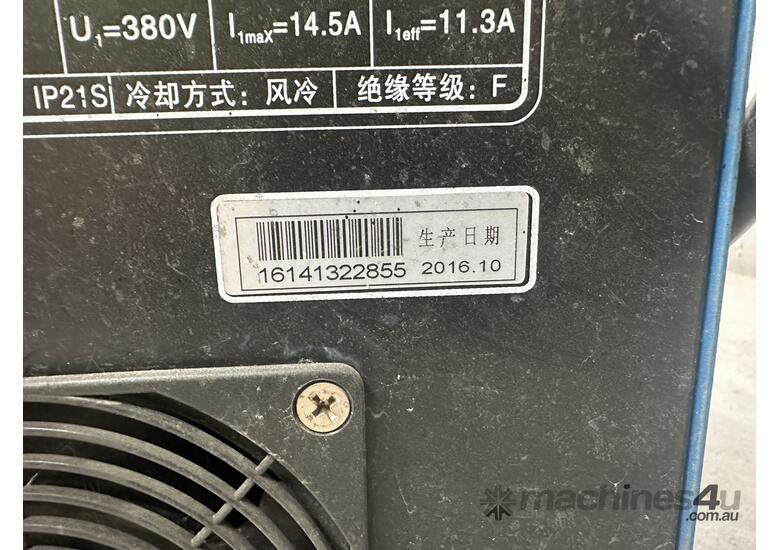 U₁=380V I₁maX=14.5A I₁eff=11.3A
IP21S 冷却方式: 风冷 绝缘等级: F
生产日期
16141322855 2016.10
machines4u
.com.au